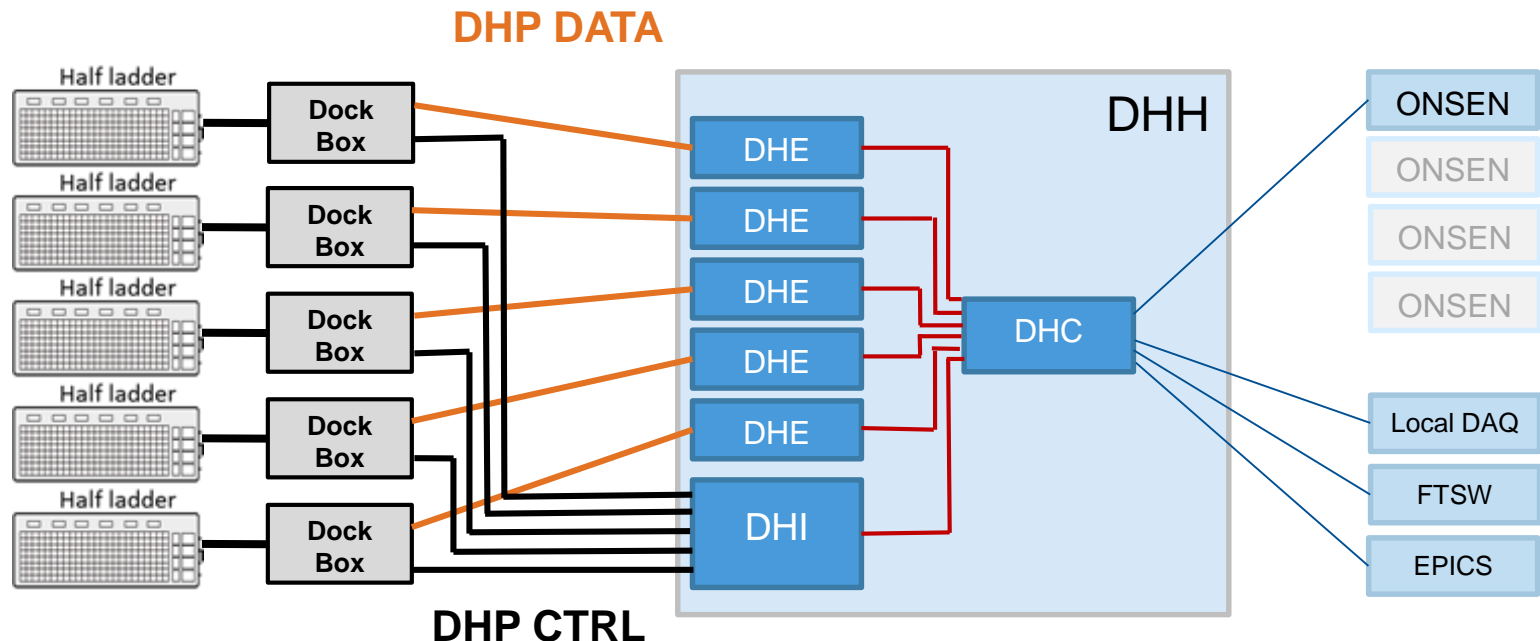 DHP DATA
Half ladder
Dock
Box
Half ladder
Dock
Box
Half ladder
Dock
Box
Half ladder
Dock
Box
Half ladder
Dock
Box
DHP CTRL
DHH
DHE
DHE
DHE
DHE
DHE
DHI
DHC
ONSEN
ONSEN
ONSEN
ONSEN
Local DAQ
FTSW
EPICS